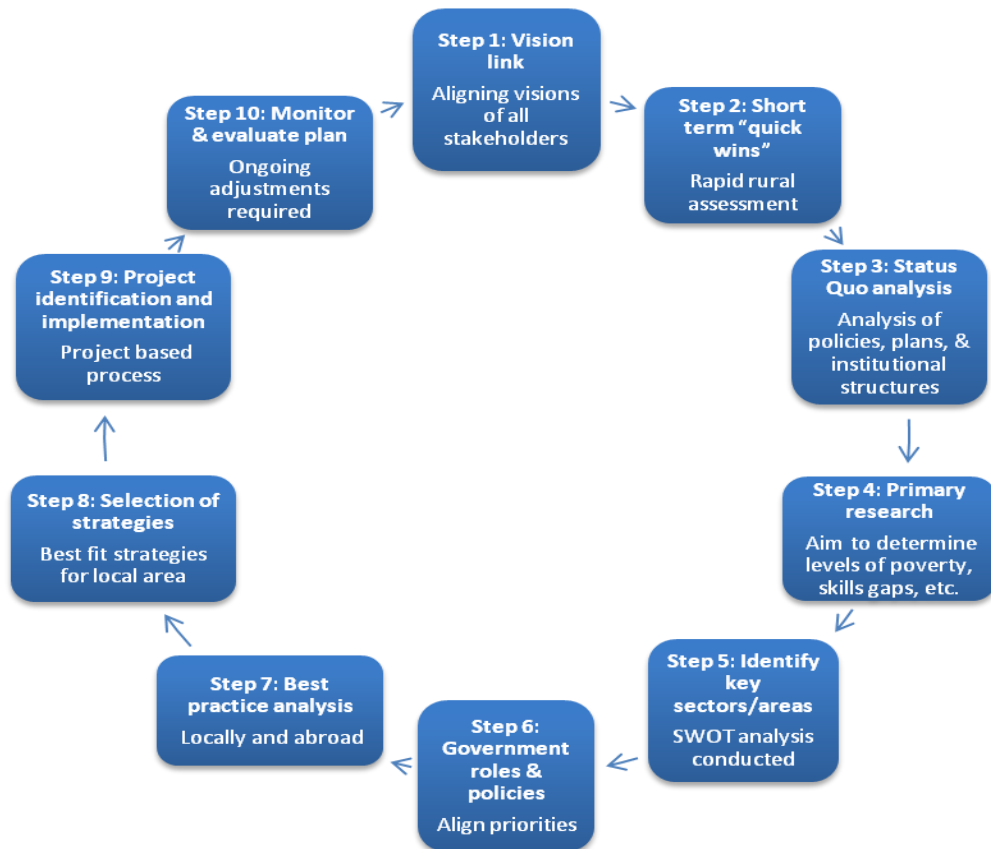 Step 1: Vision
link
Aligning visions
of all
stakeholders
Step 2: Short
term “quick
wins”
Rapid rural
assessment
Step 3: Status
Quo analysis
Analysis of
policies, plans, &
institutional
structures
Step 4: Primary
research
Aim to determine
levels of poverty,
skills gaps, etc.
Step 5: Identify
key
sectors/areas
SWOT analysis
conducted
Step 6:
Government
roles &
policies
Align priorities
Step 7: Best
practice analysis
Locally and abroad
Step 8: Selection of
strategies
Best fit strategies
for local area
Step 9: Project
identification and
implementation
Project based
process
Step 10: Monitor
& evaluate plan
Ongoing
adjustments
required